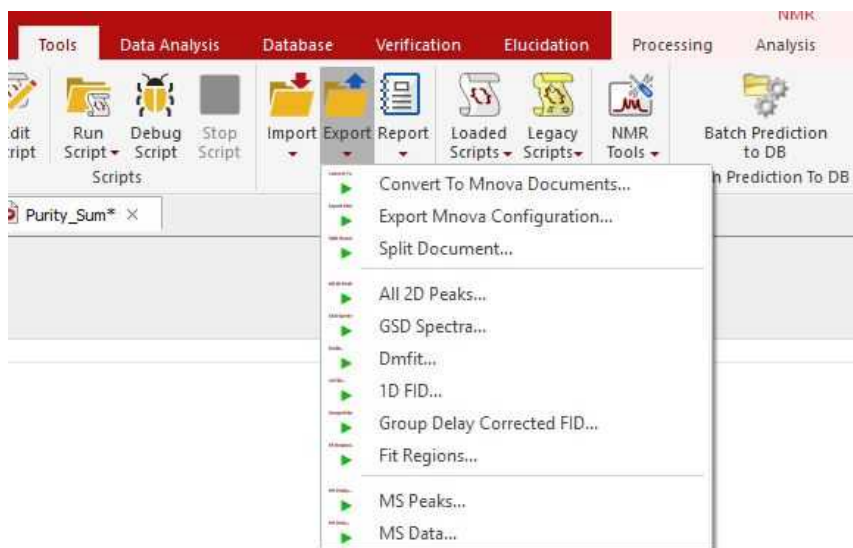 NMR
Tools Data Analysis Database Verification Elucidation Processing Analysis
dit Run Debug Stop Import Export Report Loaded Legacy NMR Batch Prediction
ript Script Script Script Scripts Scripts Tools to DB
Scripts h Prediction To DB
Purity_Sum*
Convert To Mnova Documents...
Export Mnova Configuration...
Split Document...
All 2D Peaks...
GSD Spectra...
Dmfit...
1D FID...
Group Delay Corrected FID...
Fit Regions...
MS Peaks...
MS Data...